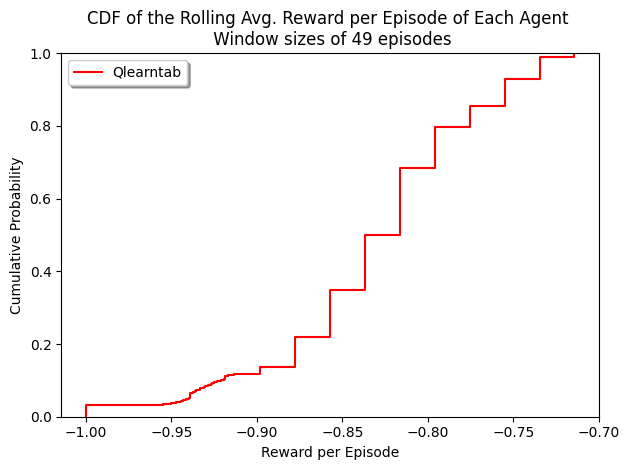 CDF of the Rolling Avg. Reward per Episode of Each Agent
Window sizes of 49 episodes
Qlearntab
Cumulative Probability
1.0
0.8
0.6
0.4
0.2
0.0
−1.00 −0.95 −0.90 −0.85 −0.80 −0.75 −0.70
Reward per Episode